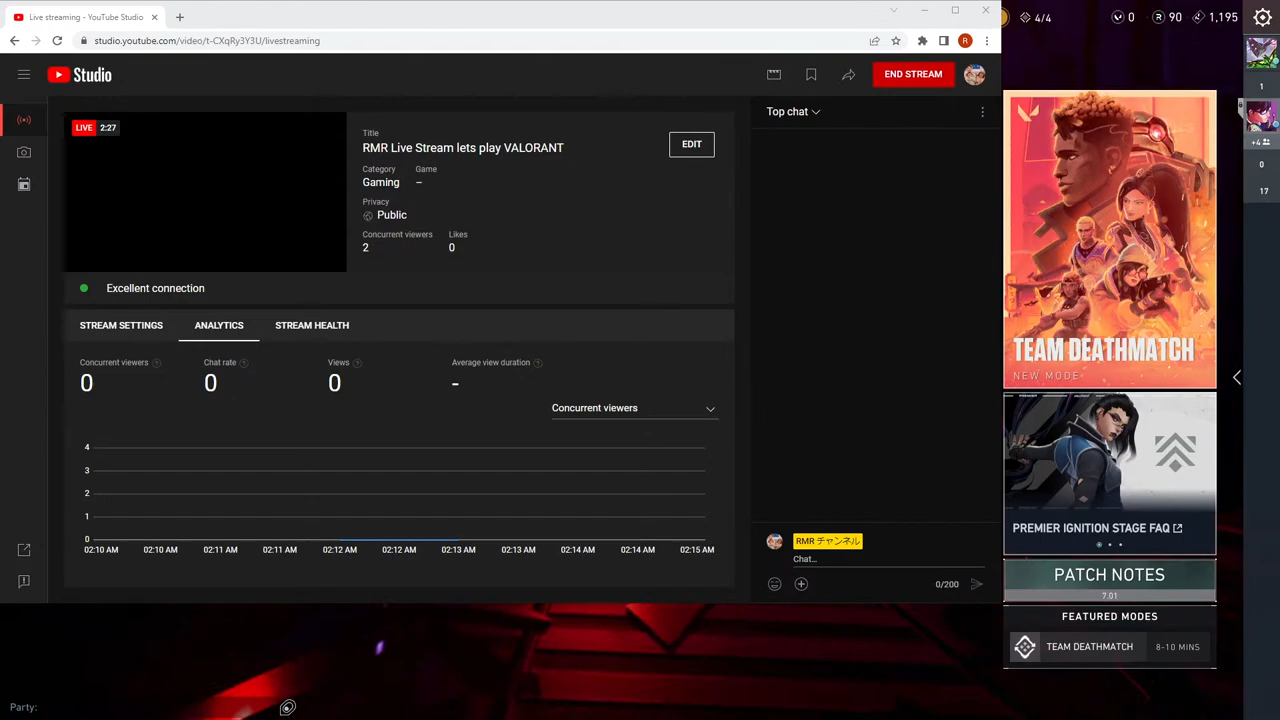 Live streaming - YouTube Studio
studio.youtube.com/video/t-CXqRy3Y3U/livestreaming
R
4/4
0
R 90
1,195
Studio
END STREAM
LIVE 2:27
Title
RMR Live Stream lets play VALORANT
EDIT
Category
Game
Gaming
–
Privacy
Public
Concurrent viewers
Likes
2
0
Excellent connection
STREAM SETTINGS
ANALYTICS
STREAM HEALTH
Concurrent viewers
Chat rate
Views
Average view duration
0
0
0
-
Concurrent viewers
4
3
2
1
0
02:10 AM
02:10 AM
02:11 AM
02:11 AM
02:12 AM
02:12 AM
02:13 AM
02:13 AM
02:14 AM
02:14 AM
02:15 AM
Top chat
RMR チャンネル
Chat...
0/200
TEAM DEATHMATCH
NEW MODE
PREMIER IGNITION STAGE FAQ
PATCH NOTES
7.01
FEATURED MODES
TEAM DEATHMATCH
8-10 MINS
1
+4
0
17
Party: